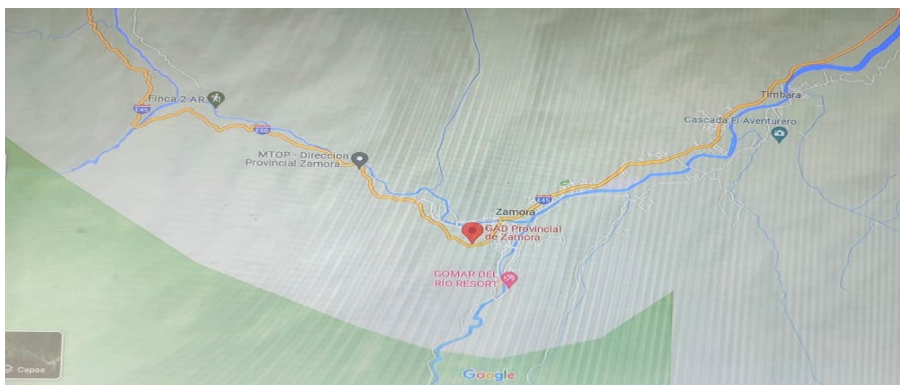 Timbara
Finca 2 AR
E45
Cascada El Aventurero
E50
MTOP - Direccion
Provincial Zamora
E45
Zamora
GAD Provincial
de Zamora
GOMAR DEL
RIO RESORT
Capas
Google